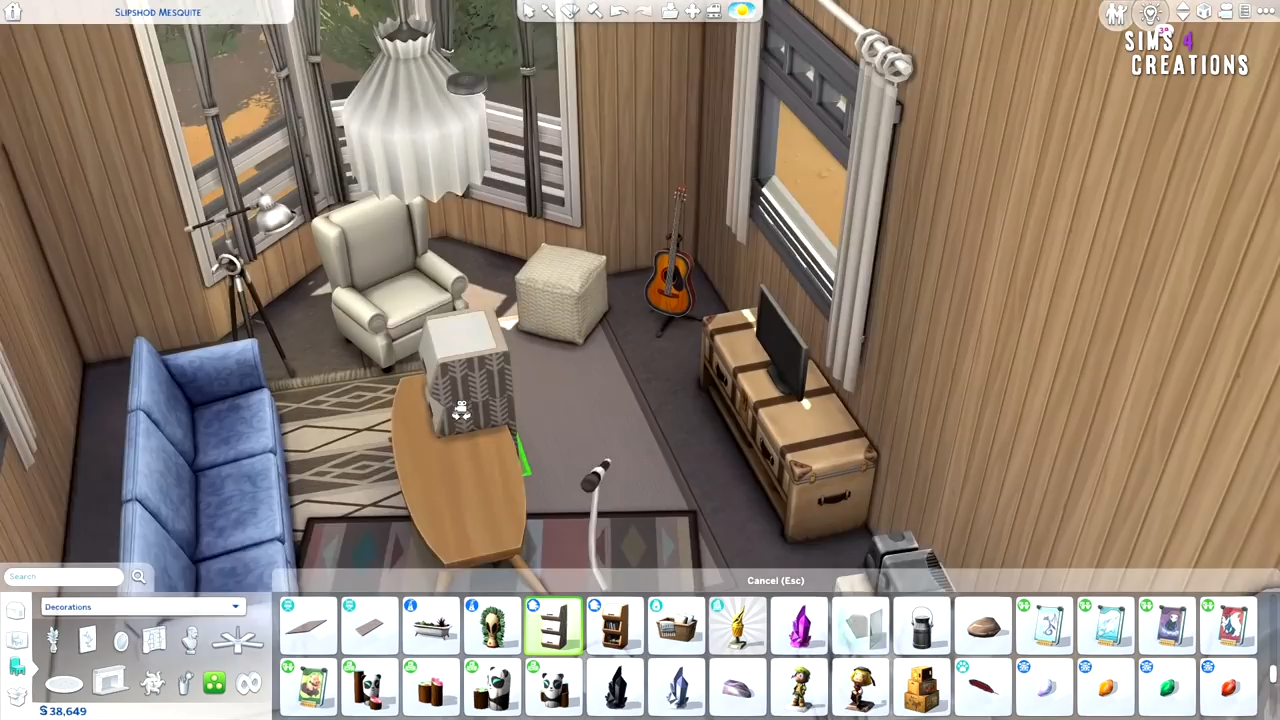 SLIPSHOD MESQUITE
SIMS 4
CREATIONS
Cancel (Esc)
Search
Decorations
$38,649